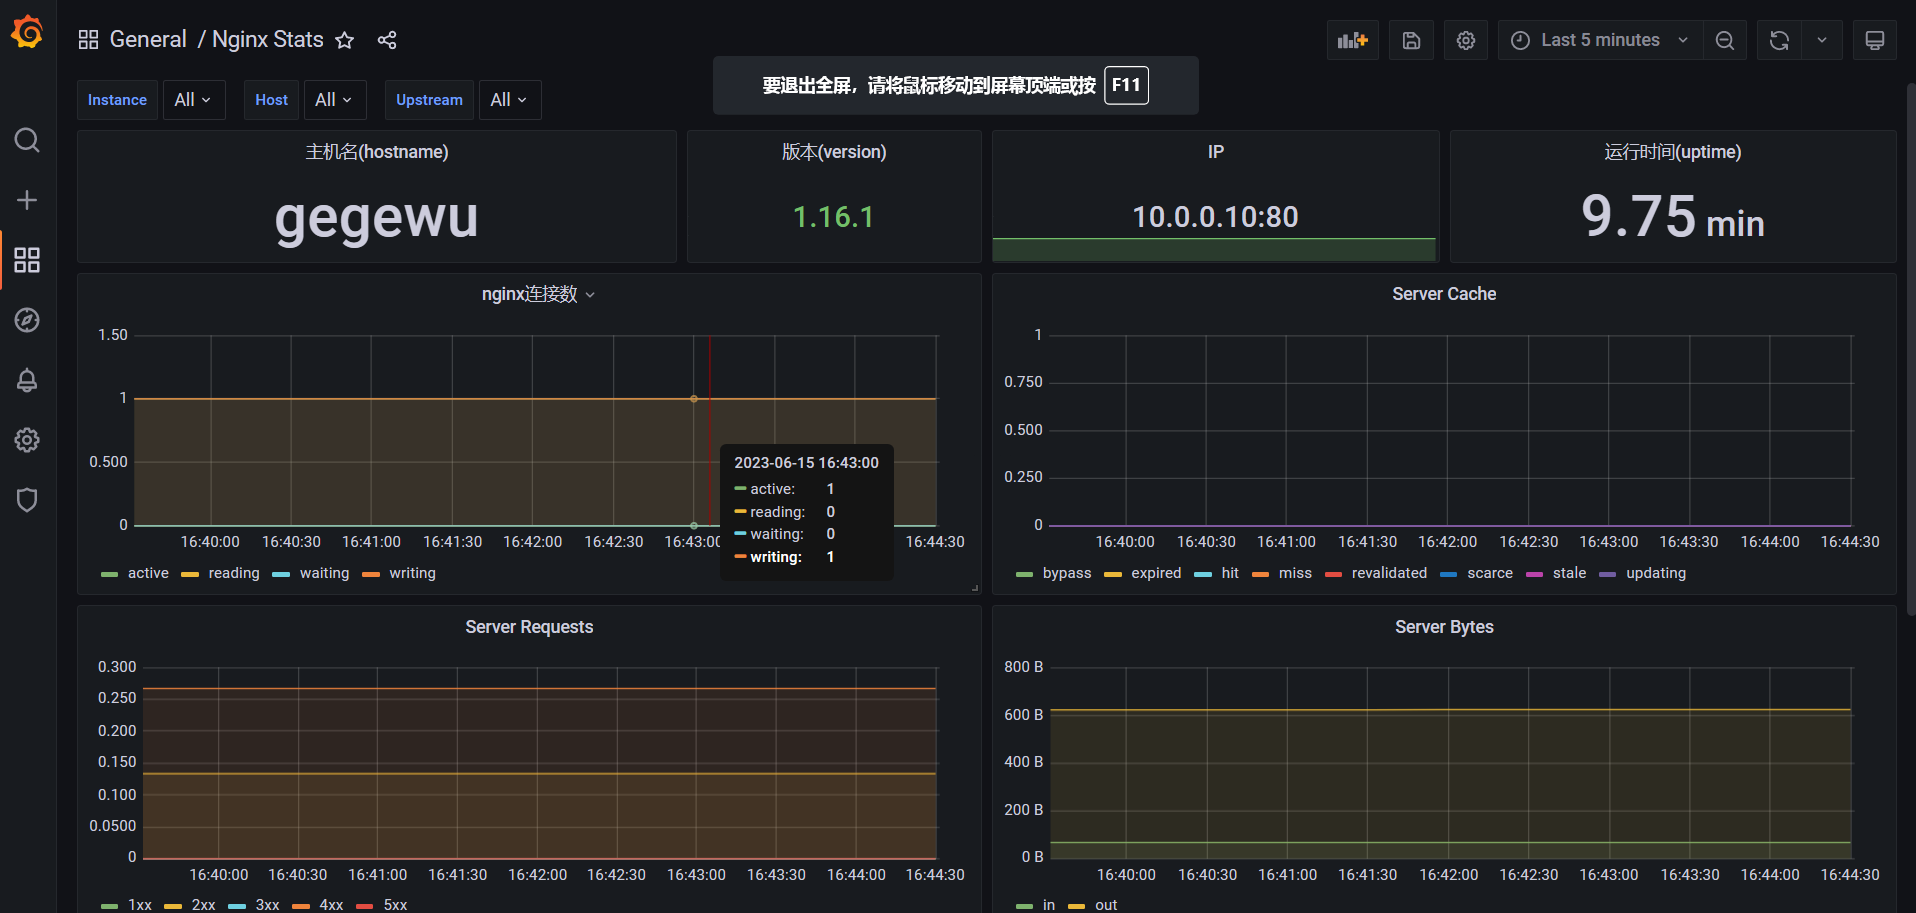 General / Nginx Stats
Last 5 minutes
要退出全屏，请将鼠标移动到屏幕顶端或按 F11
Instance All Host All Upstream All
主机名(hostname)
gegewu
版本(version)
1.16.1
IP
10.0.0.10:80
运行时间(uptime)
9.75 min
nginx连接数
1.50
1
0.500
0
16:40:00 16:40:30 16:41:00 16:41:30 16:42:00 16:42:30 16:43:00 16:44:30
active reading waiting writing
2023-06-15 16:43:00
active: 1
reading: 0
waiting: 0
writing: 1
Server Cache
1
0.750
0.500
0.250
0
16:40:00 16:40:30 16:41:00 16:41:30 16:42:00 16:42:30 16:43:00 16:43:30 16:44:00 16:44:30
bypass expired hit miss revalidated scarce stale updating
Server Requests
0.300
0.250
0.200
0.150
0.100
0.0500
0
16:40:00 16:40:30 16:41:00 16:41:30 16:42:00 16:42:30 16:43:00 16:43:30 16:44:00 16:44:30
1xx 2xx 3xx 4xx 5xx
Server Bytes
800 B
600 B
400 B
200 B
0 B
16:40:00 16:40:30 16:41:00 16:41:30 16:42:00 16:42:30 16:43:00 16:43:30 16:44:00 16:44:30
in out